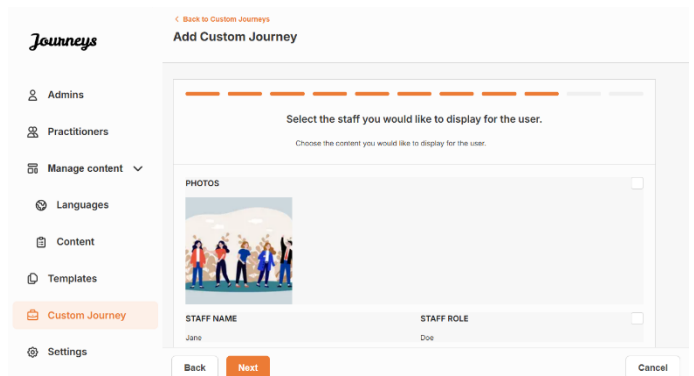 < Back to Custom Journeys
Add Custom Journey
Journeys
Admins
Practitioners
Manage content
Languages
Content
Templates
Custom Journey
Settings
Select the staff you would like to display for the user.
Choose the content you would like to display for the user.
PHOTOS
STAFF NAME STAFF ROLE
Jane Doe
Back Next Cancel